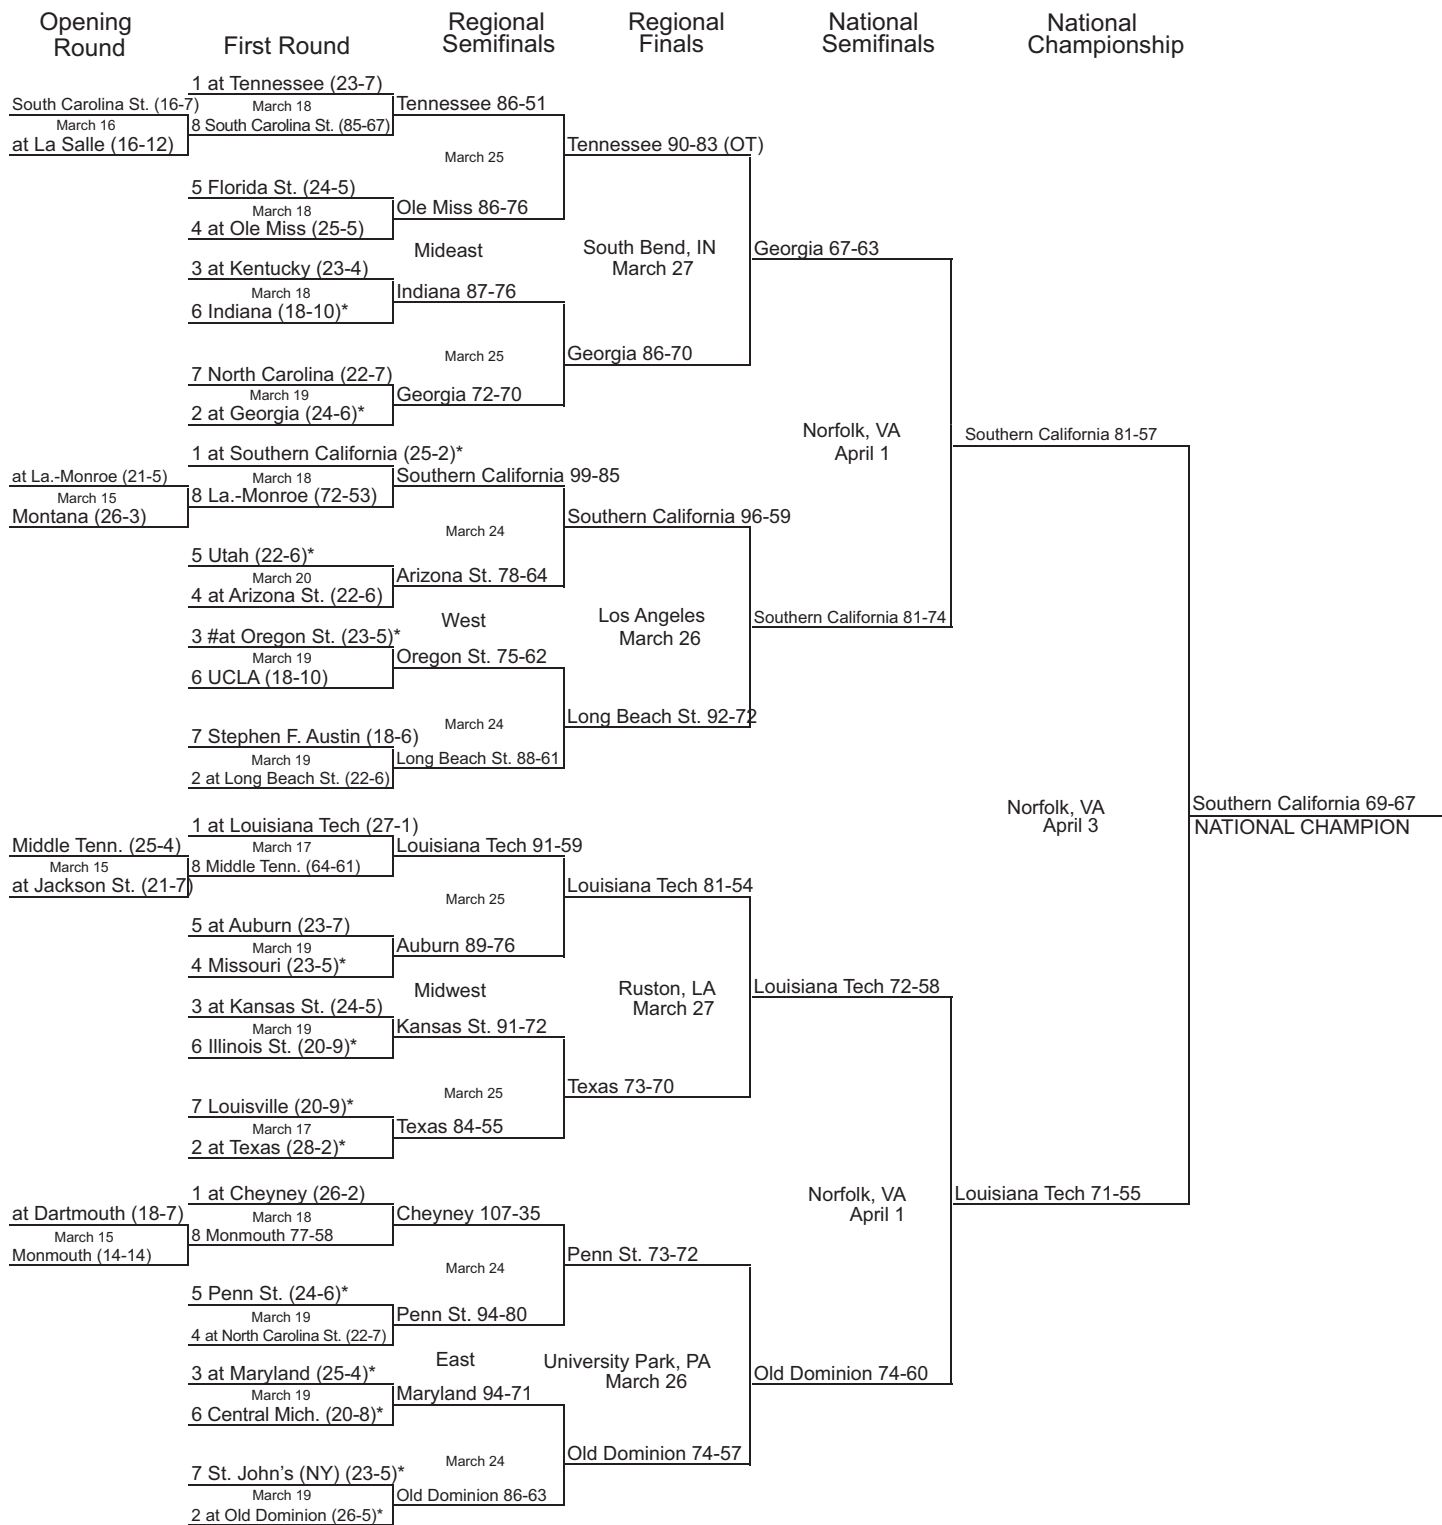 Opening
Round
First Round
Regional
Semifinals
Regional
Finals
National
Semifinals
National
Championship
1 at Tennessee (23-7)
South Carolina St. (16-7)
March 18
Tennessee 86-51
March 16
8 South Carolina St. (85-67)
at La Salle (16-12)
March 25
Tennessee 90-83 (OT)
5 Florida St. (24-5)
March 18
Ole Miss 86-76
4 at Ole Miss (25-5)
Mideast
South Bend, IN
March 27
Georgia 67-63
3 at Kentucky (23-4)
March 18
Indiana 87-76
6 Indiana (18-10)*
March 25
Georgia 86-70
7 North Carolina (22-7)
March 19
Georgia 72-70
2 at Georgia (24-6)*
Norfolk, VA
April 1
Southern California 81-57
1 at Southern California (25-2)*
at La.-Monroe (21-5)
March 18
Southern California 99-85
March 15
8 La.-Monroe (72-53)
Montana (26-3)
March 24
Southern California 96-59
5 Utah (22-6)*
March 20
Arizona St. 78-64
4 at Arizona St. (22-6)
West
Los Angeles
March 26
Southern California 81-74
3 #at Oregon St. (23-5)*
March 19
Oregon St. 75-62
6 UCLA (18-10)
March 24
Long Beach St. 92-72
7 Stephen F. Austin (18-6)
March 19
Long Beach St. 88-61
2 at Long Beach St. (22-6)
Norfolk, VA
April 3
Southern California 69-67
NATIONAL CHAMPION
1 at Louisiana Tech (27-1)
Middle Tenn. (25-4)
March 17
Louisiana Tech 91-59
March 15
8 Middle Tenn. (64-61)
at Jackson St. (21-7)
March 25
Louisiana Tech 81-54
5 at Auburn (23-7)
March 19
Auburn 89-76
4 Missouri (23-5)*
Midwest
Ruston, LA
March 27
Louisiana Tech 72-58
3 at Kansas St. (24-5)
March 19
Kansas St. 91-72
6 Illinois St. (20-9)*
March 25
Texas 73-70
7 Louisville (20-9)*
March 17
Texas 84-55
2 at Texas (28-2)*
Norfolk, VA
April 1
Louisiana Tech 71-55
1 at Cheyney (26-2)
at Dartmouth (18-7)
March 18
Cheyney 107-35
March 15
8 Monmouth 77-58
Monmouth (14-14)
March 24
Penn St. 73-72
5 Penn St. (24-6)*
March 19
Penn St. 94-80
4 at North Carolina St. (22-7)
East
University Park, PA
March 26
Old Dominion 74-60
3 at Maryland (25-4)*
March 19
Maryland 94-71
6 Central Mich. (20-8)*
March 24
Old Dominion 74-57
7 St. John's (NY) (23-5)*
March 19
Old Dominion 86-63
2 at Old Dominion (26-5)*